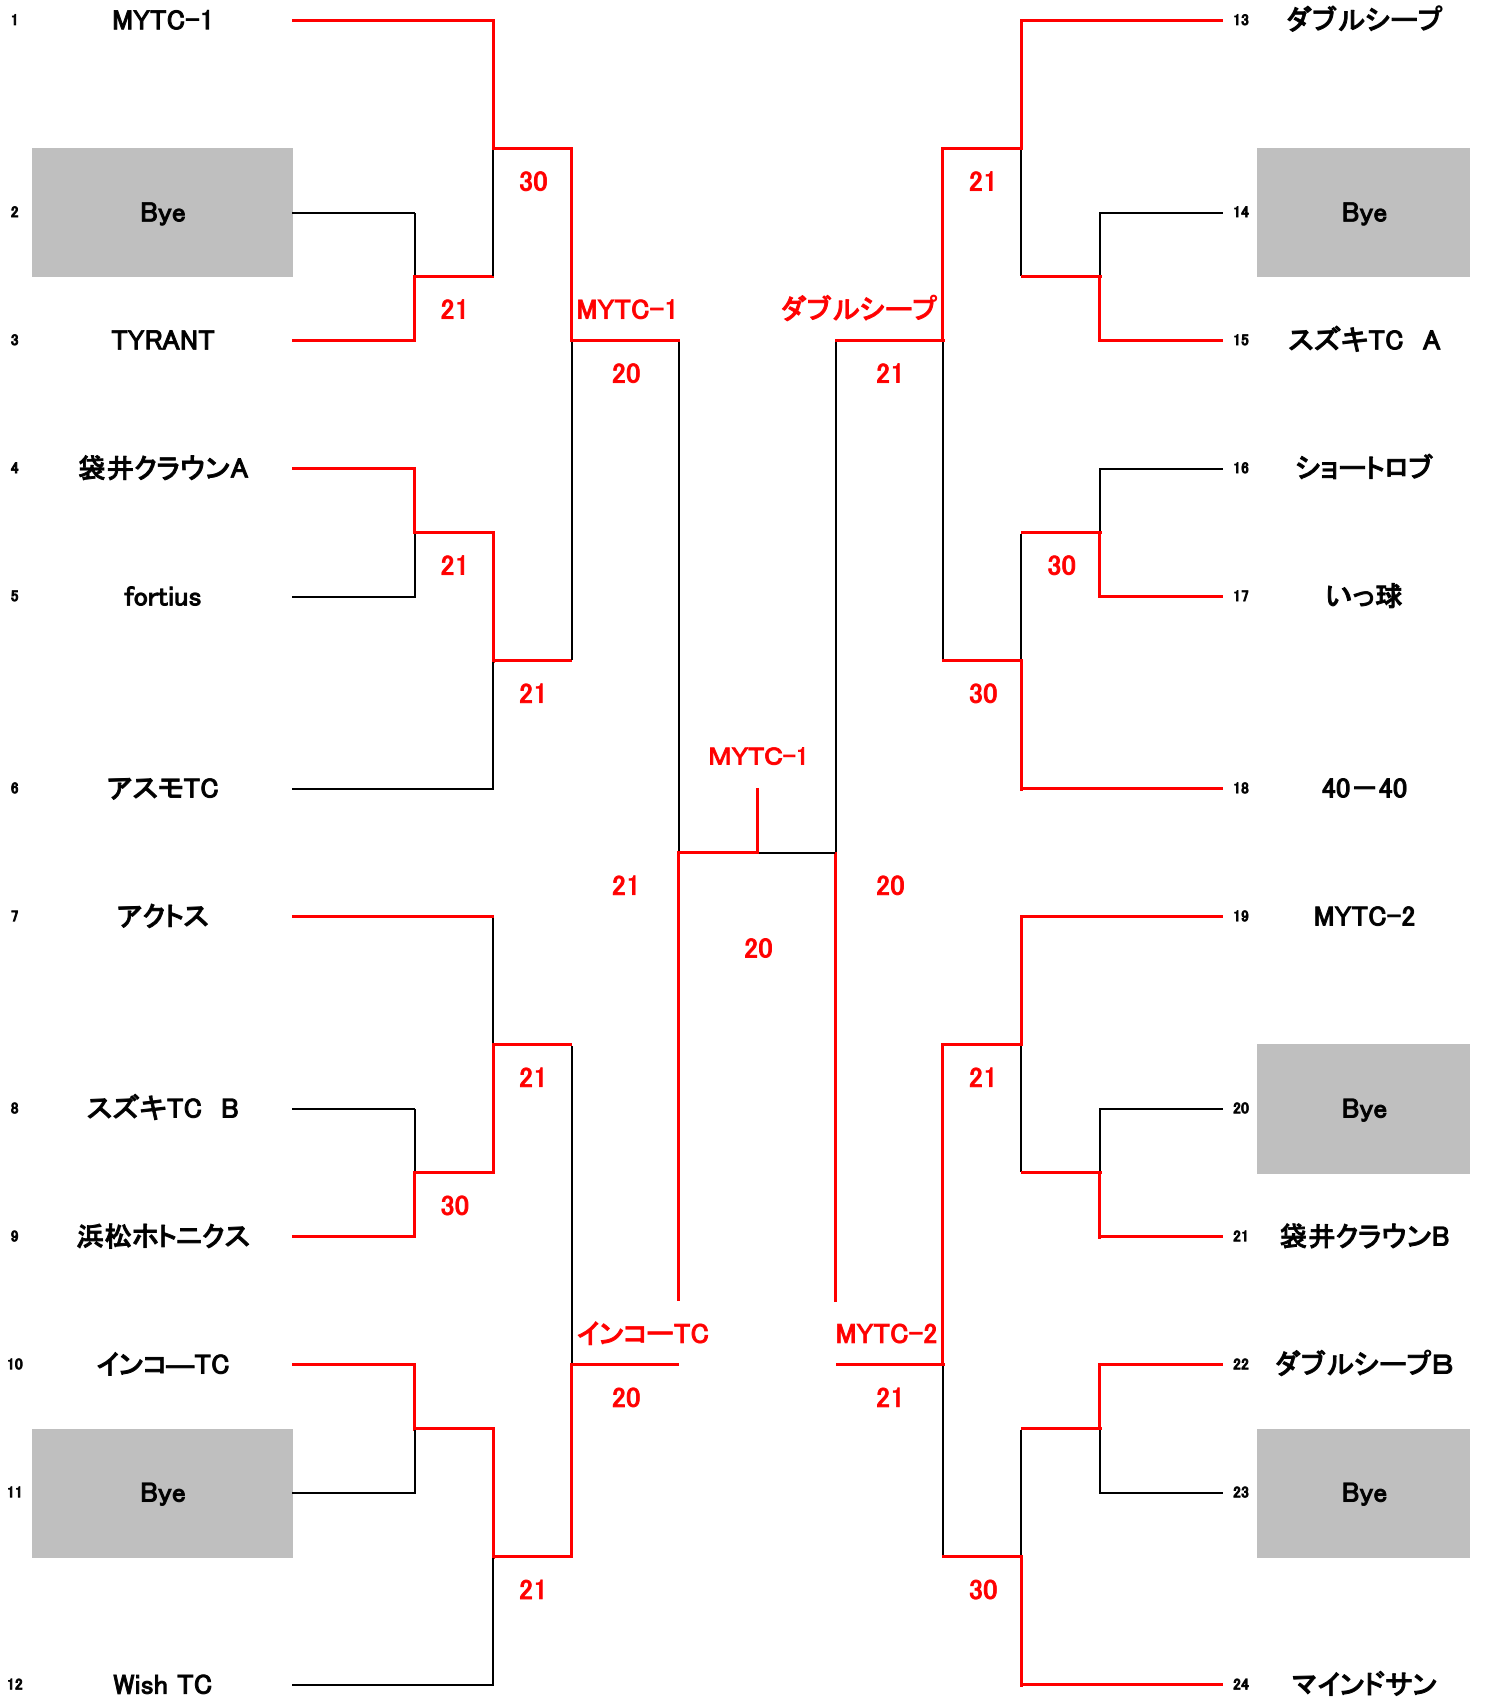 1 MYTC-1
2 Bye
3 TYRANT
4 袋井クラウンA
5 fortius
6 アスモTC
7 アクトス
8 スズキTC B
9 浜松ホトニクス
10 インコーTC
11 Bye
12 Wish TC
30
21
MYTC-1
20
21
21
21
30
インコーTC
20
21
21
MYTC-1
20
20
ダブルシープ
21
21
30
30
21
MYTC-2
21
30
13 ダブルシープ
14 Bye
15 スズキTC A
16 ショートロブ
17 いっ球
18 40-40
19 MYTC-2
20 Bye
21 袋井クラウンB
22 ダブルシープB
23 Bye
24 マインドサン